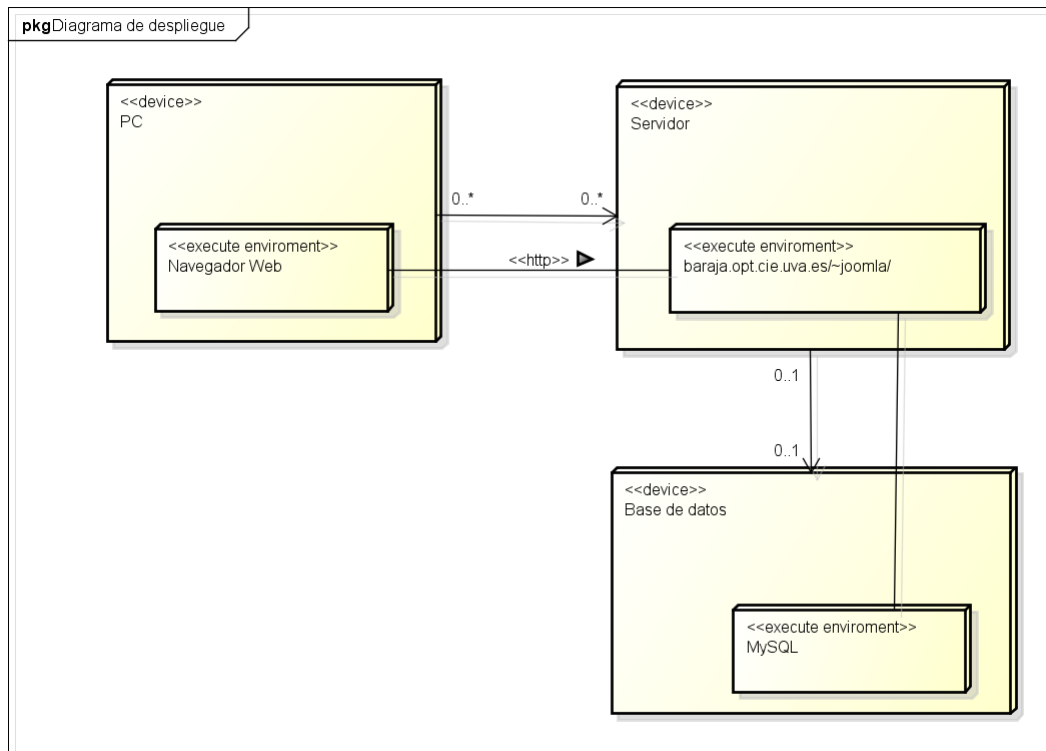 pkgDiagrama de despliegue
<<device>>
PC
<<execute enviroment>>
Navegador Web
0..*
0..*
<<http>>
<<device>>
Servidor
<<execute enviroment>>
baraja.opt.cie.uva.es/~joomla/
0..1
0..1
<<device>>
Base de datos
<<execute enviroment>>
MySQL